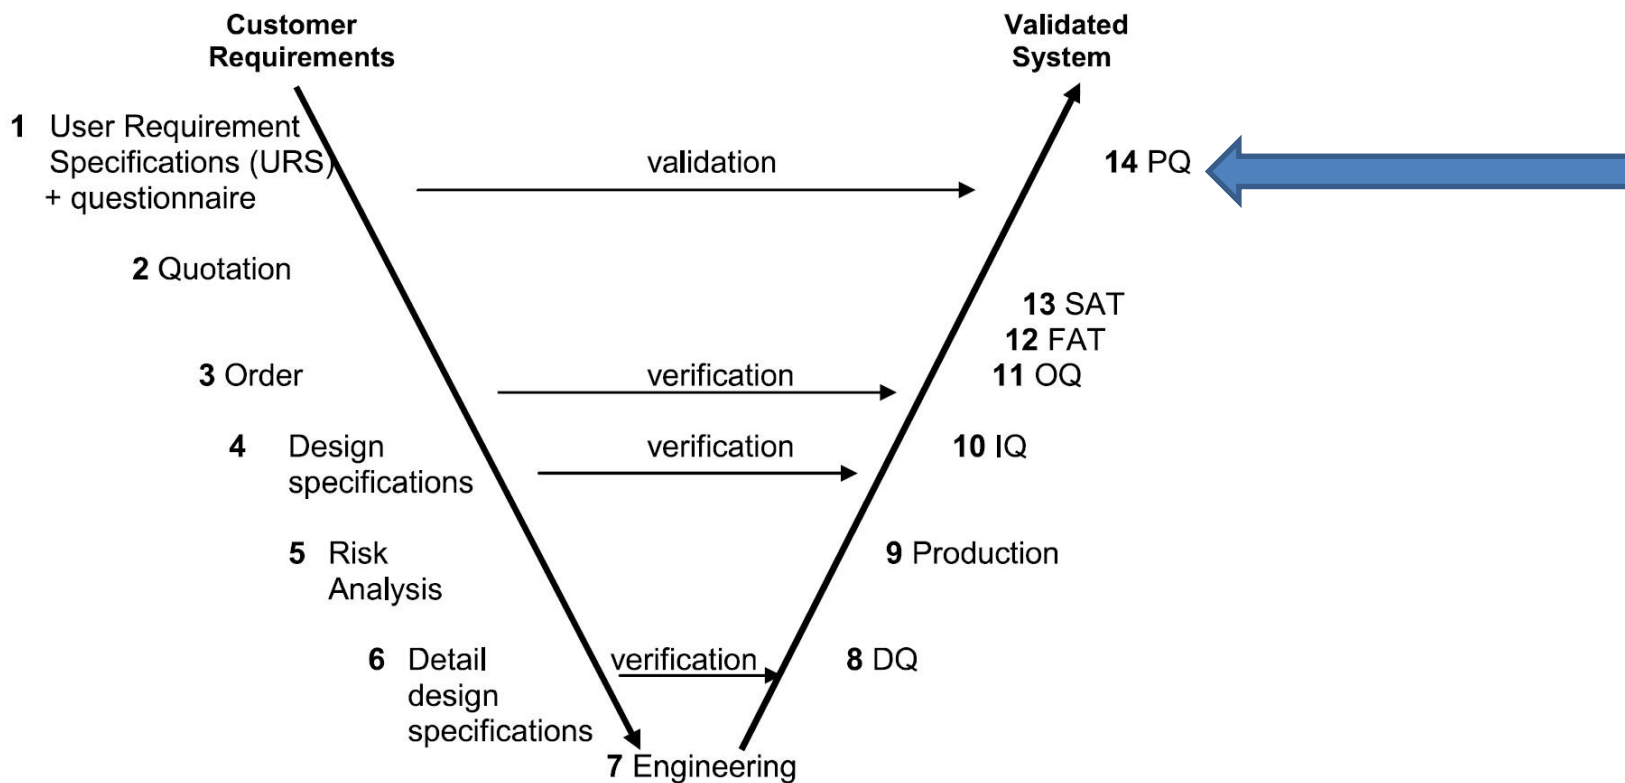 Customer
Requirements
Validated
System
1 User Requirement
Specifications (URS)
+ questionnaire
validation
14 PQ
2 Quotation
13 SAT
12 FAT
3 Order
verification
11 OQ
4 Design
specifications
verification
10 IQ
5 Risk
Analysis
9 Production
6 Detail
design
specifications
verification
8 DQ
7 Engineering